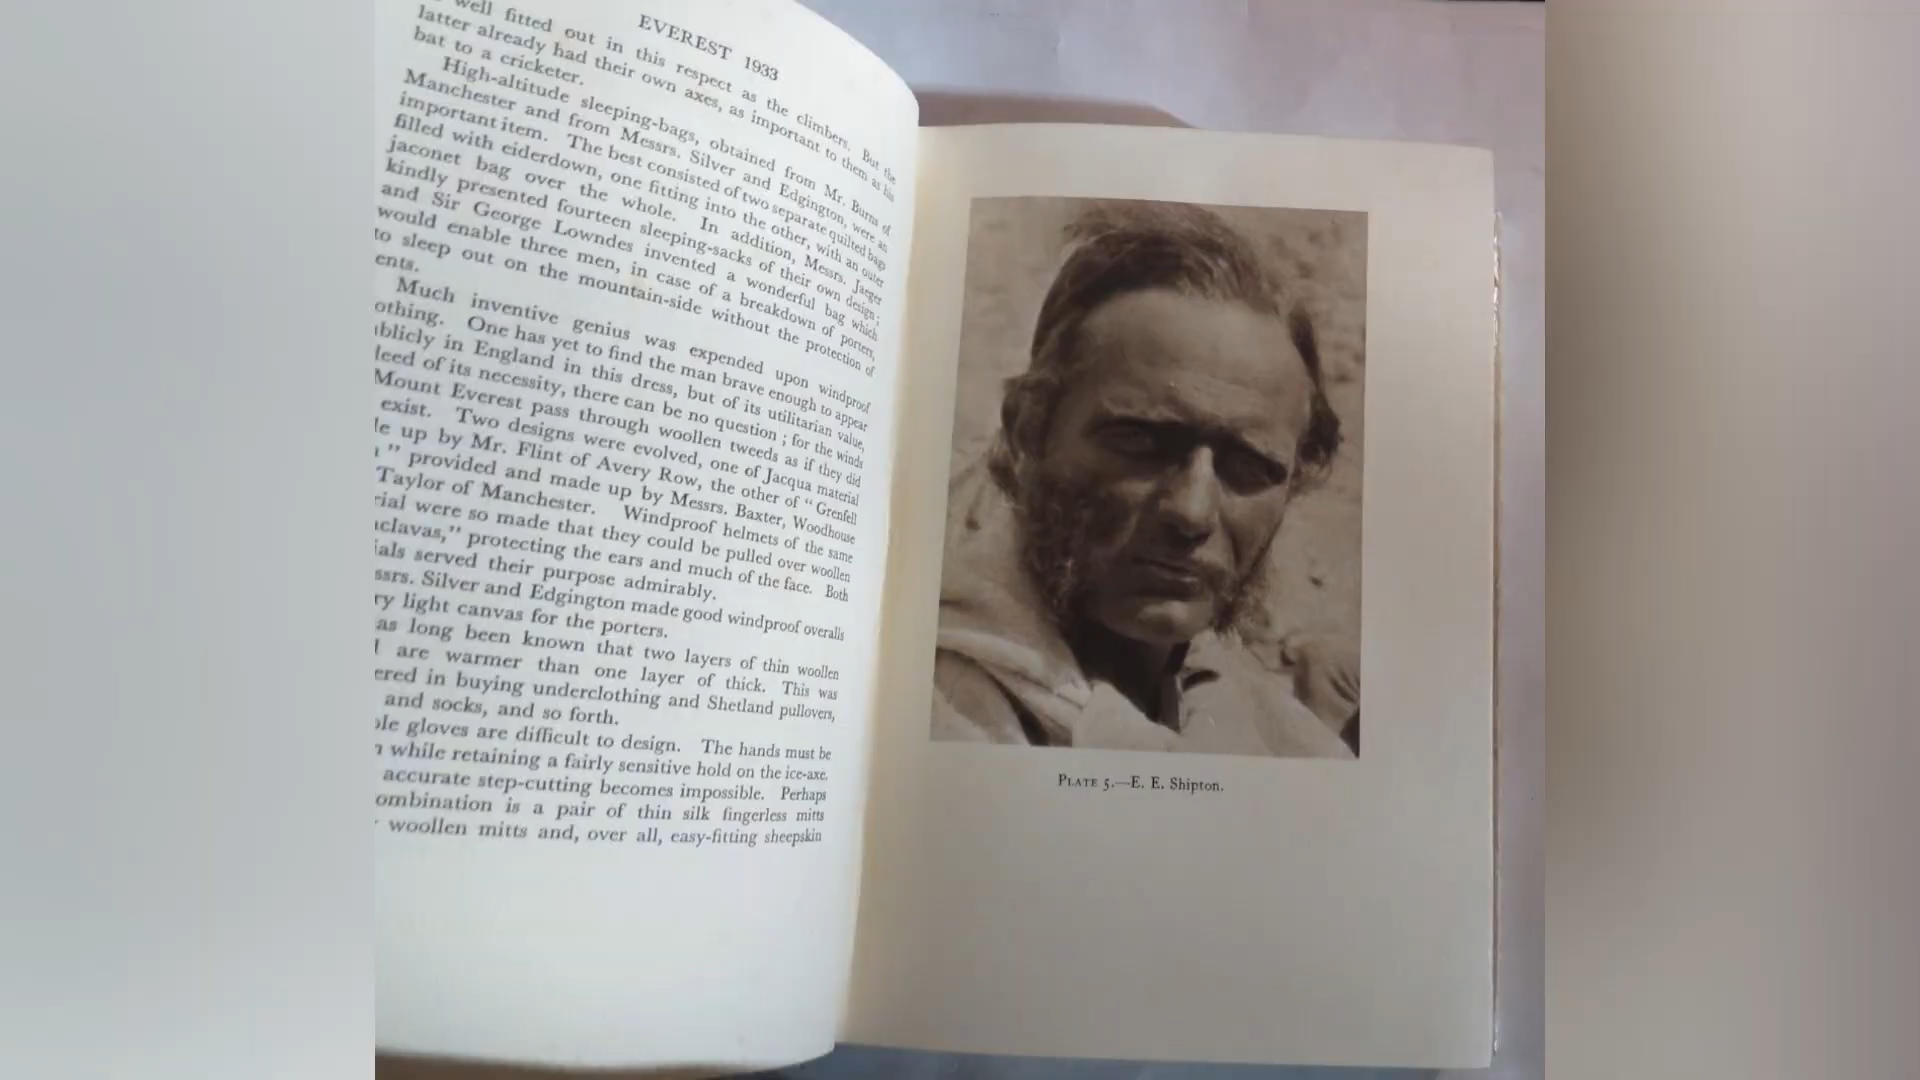 EVEREST 1933
well fitted out in this respect as the climbers. But the
latter already had their own axes, as important to them as his
bat to a cricketer.
High-altitude sleeping-bags, obtained from Mr. Burns of
Manchester and from Messrs. Silver and Edgington, were an
important item. The best consisted of two separate quilted bags
filled with eiderdown, one fitting into the other, with an outer
jaconet bag over the whole. In addition, Messrs. Jaeger
kindly presented fourteen sleeping-sacks of their own design;
and Sir George Lowndes invented a wonderful bag which
would enable three men, in case of a breakdown of porters,
to sleep out on the mountain-side without the protection of
ents.
Much inventive genius was expended upon windproof
othing. One has yet to find the man brave enough to appear
blicly in England in this dress, but of its utilitarian value,
deed of its necessity, there can be no question; for the winds
Mount Everest pass through woollen tweeds as if they did
exist. Two designs were evolved, one of Jacqua material
le up by Mr. Flint of Avery Row, the other of "Grenfell
" provided and made up by Messrs. Baxter, Woodhouse
Taylor of Manchester. Windproof helmets of the same
rial were so made that they could be pulled over woollen
aclavas," protecting the ears and much of the face. Both
ials served their purpose admirably.
ssrs. Silver and Edgington made good windproof overalls
ry light canvas for the porters.
as long been known that two layers of thin woollen
are warmer than one layer of thick. This was
ered in buying underclothing and Shetland pullovers,
and socks, and so forth.
ble gloves are difficult to design. The hands must be
while retaining a fairly sensitive hold on the ice-axe,
accurate step-cutting becomes impossible. Perhaps
ombination is a pair of thin silk fingerless mitts
woollen mitts and, over all, easy-fitting sheepskin
PLATE 5.—E. E. Shipton.